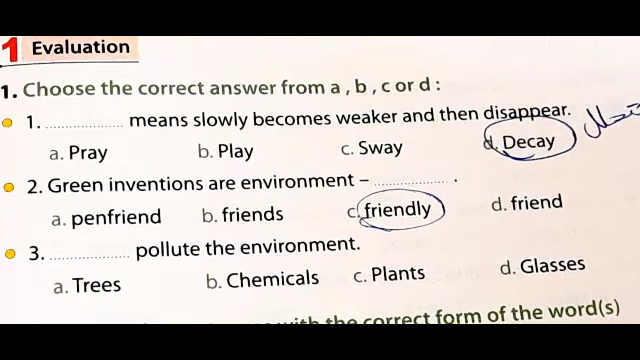 1 Evaluation
1. Choose the correct answer from a , b , c or d :
1. .................... means slowly becomes weaker and then disappear.
a. Pray b. Play c. Sway d. Decay
2. Green inventions are environment – .................... .
a. penfriend b. friends c. friendly d. friend
3. .................... pollute the environment.
a. Trees b. Chemicals c. Plants d. Glasses
with the correct form of the word(s)